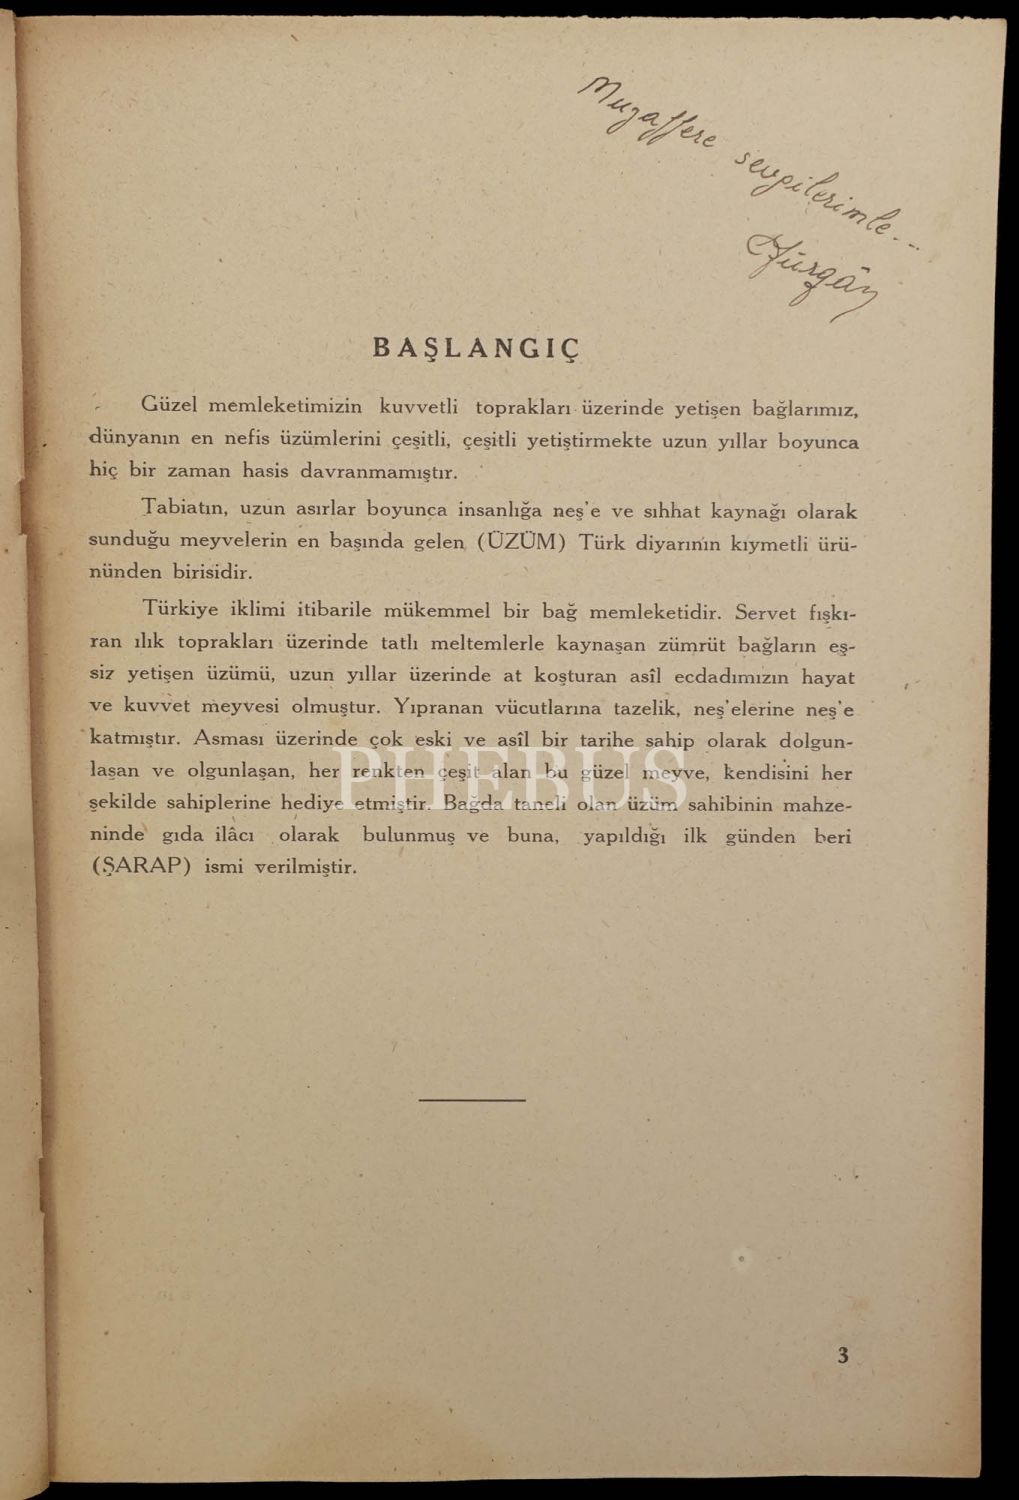 Muzaffere sevgilerimle...
BAŞLANGIÇ
Güzel memleketimizin kuvvetli toprakları üzerinde yetişen bağlarımız,
dünyanın en nefis üzümlerini çeşitli, çeşitli yetiştirmekte uzun yıllar boyunca
hiç bir zaman hasis davranmamıştır.
Tabiatın, uzun asırlar boyunca insanlığa neş'e ve sıhhat kaynağı olarak
sunduğu meyvelerin en başında gelen (ÜZÜM) Türk diyarının kıymetli ürü-
nünden birisidir.
Türkiye iklimi itibarile mükemmel bir bağ memleketidir. Servet fışkı-
ran ılık toprakları üzerinde tatlı meltemlerle kaynaşan zümrüt bağların eş-
siz yetişen üzümü, uzun yıllar üzerinde at koşturan asîl ecdadımızın hayat
ve kuvvet meyvesi olmuştur. Yıpranan vücutlarına tazelik, neş'elerine neş'e
katmıştır. Asması üzerinde çok eski ve asîl bir tarihe sahip olarak dolgun-
laşan ve olgunlaşan, her renkten çeşit alan bu güzel meyve, kendisini her
şekilde sahiplerine hediye etmiştir. Bağda taneli olan üzüm sahibinin mahze-
ninde gıda ilâcı olarak bulunmuş ve buna, yapıldığı ilk günden beri
(ŞARAP) ismi verilmiştir.
PHEBUS
3